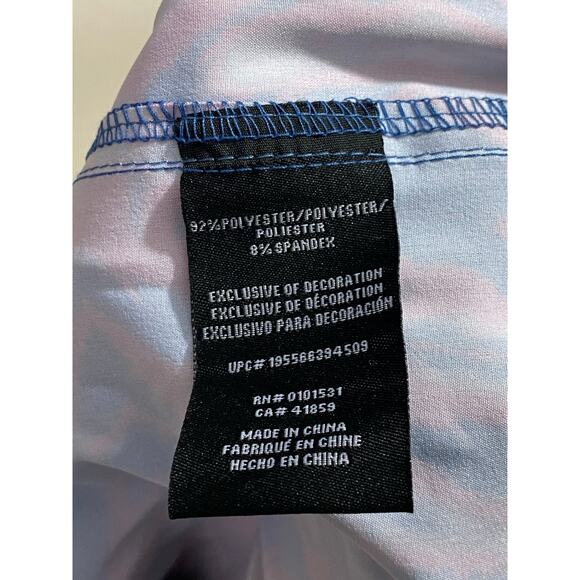 92%POLYESTER/POLYESTER/
POLIESTER
8% SPANDEX
EXCLUSIVE OF DECORATION
EXCLUSIVE DE DÉCORATION
EXCLUSIVO PARA DECORACIÓN
UPC# 195566394509
RN# 0101531
CA# 41859
MADE IN CHINA
FABRIQUÉ EN CHINE
HECHO EN CHINA